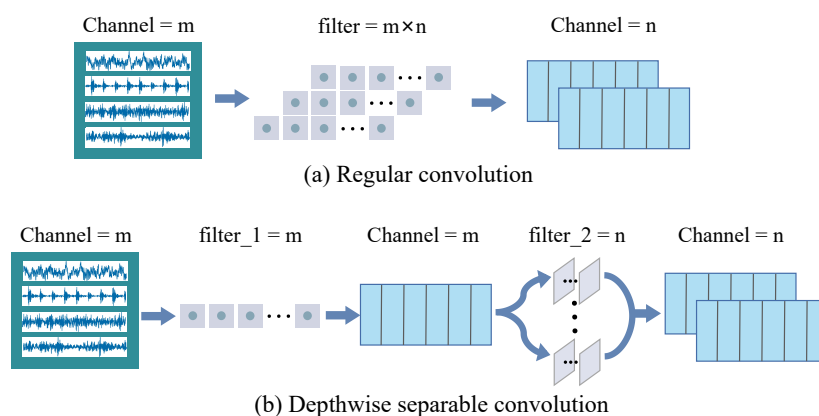 Channel = m
filter = m×n
Channel = n
(a) Regular convolution
Channel = m
filter_1 = m
Channel = m
filter_2 = n
Channel = n
(b) Depthwise separable convolution